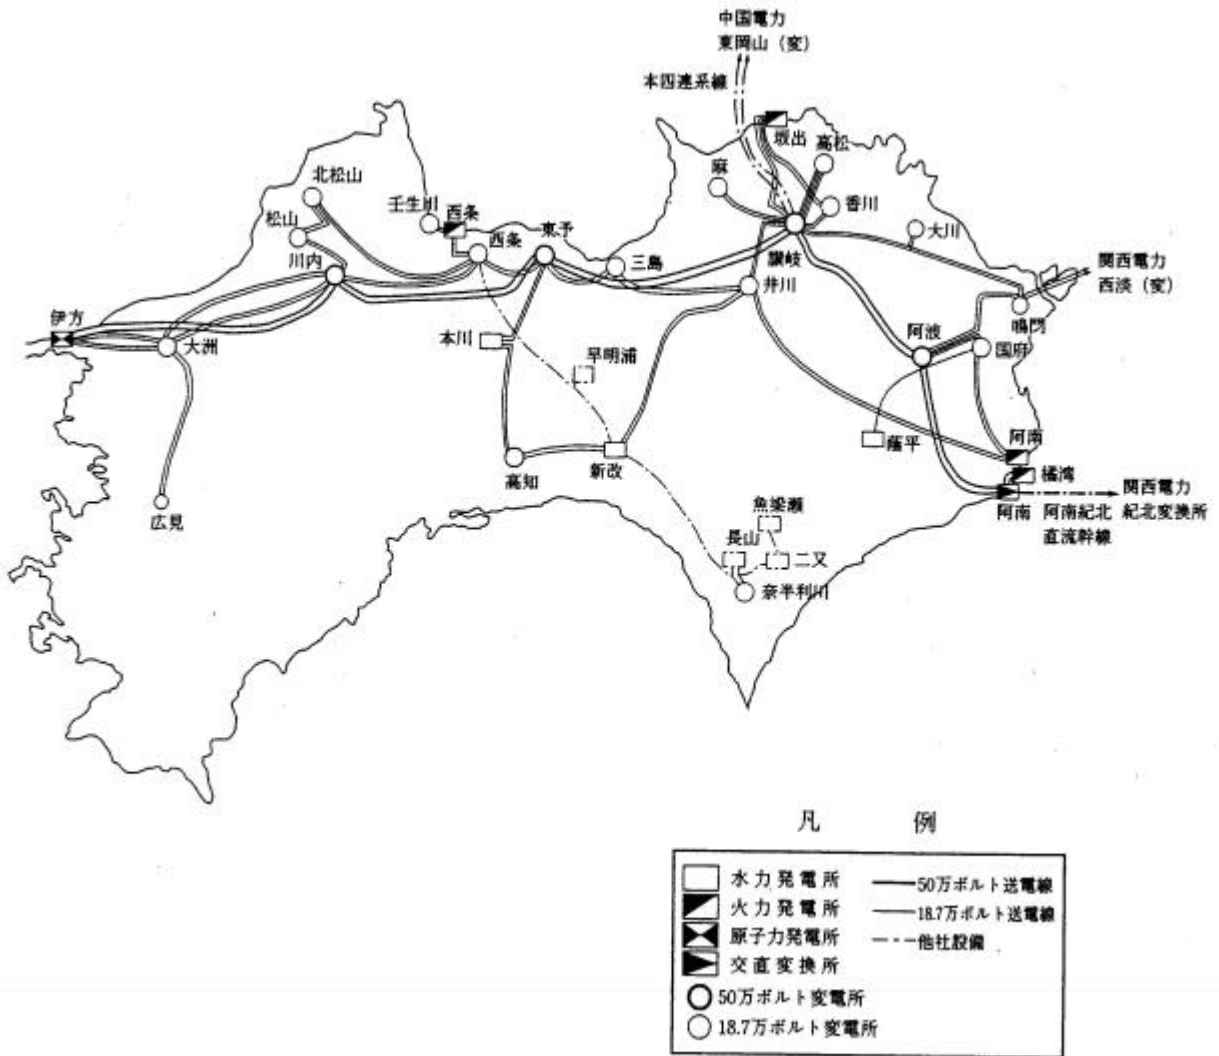 中国電力
東岡山（変）
本四連系線
坂出
高松
麻
香川
大川
讃岐
北松山
松山
壬生川
西条
西条
東予
川内
三島
井川
関西電力
西淡（変）
鳴門
伊方
大洲
本川
早明浦
阿波
国府
蔭平
阿南
橘湾
高知
新改
広見
魚梁瀬
長山
二又
奈半利川
阿南
阿南紀北
直流幹線
関西電力
紀北変換所
凡 例
水力発電所
火力発電所
原子力発電所
交直変換所
50万ボルト変電所
18.7万ボルト変電所
50万ボルト送電線
18.7万ボルト送電線
他社設備